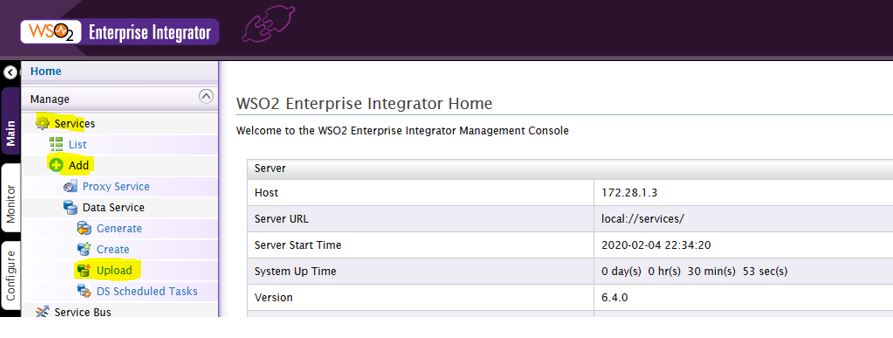 WSO2 Enterprise Integrator
Home
Manage
Services
List
Add
Proxy Service
Data Service
Generate
Create
Upload
DS Scheduled Tasks
Service Bus
Main
Monitor
Configure
WSO2 Enterprise Integrator Home
Welcome to the WSO2 Enterprise Integrator Management Console
Server
Host 172.28.1.3
Server URL local://services/
Server Start Time 2020-02-04 22:34:20
System Up Time 0 day(s) 0 hr(s) 30 min(s) 53 sec(s)
Version 6.4.0